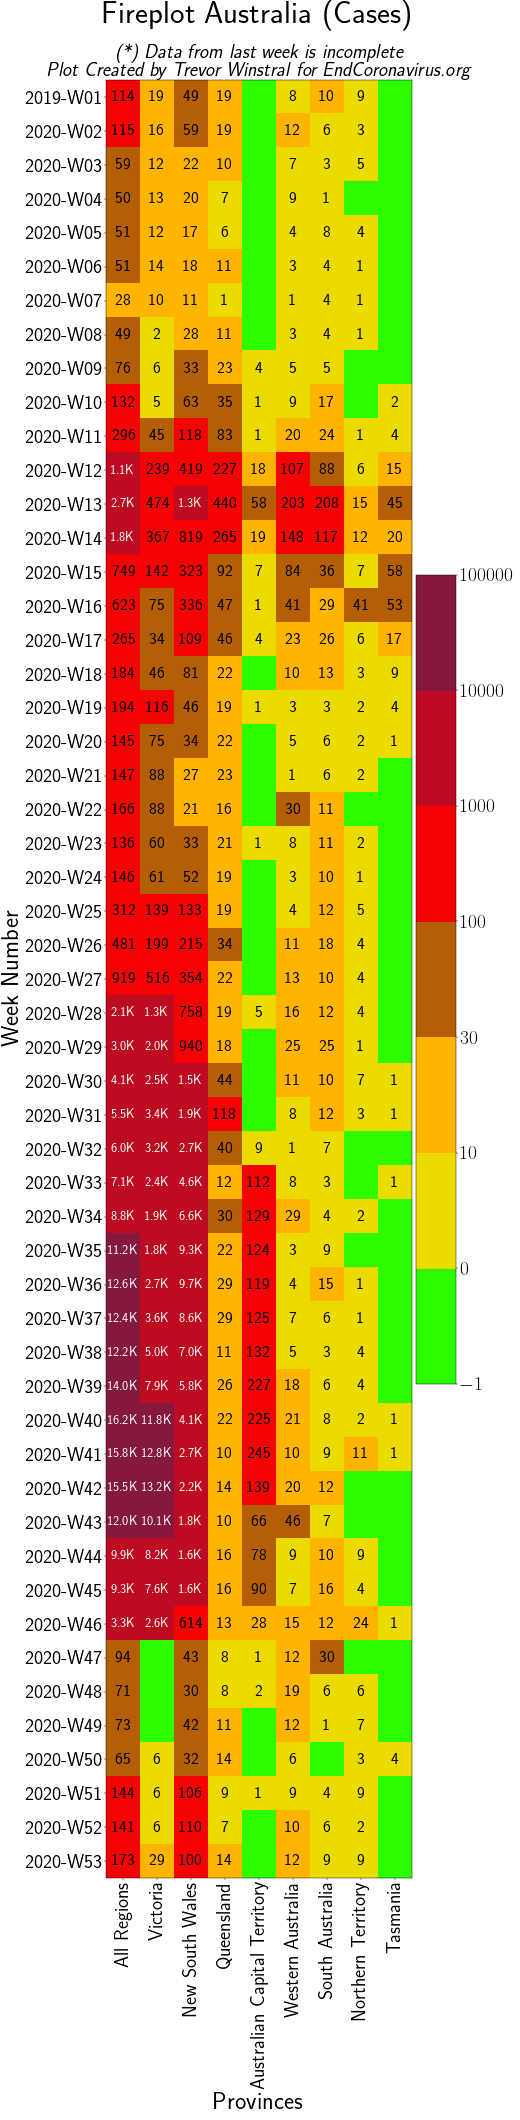 Fireplot Australia (Cases)
(*) Data from last week is incomplete
Plot Created by Trevor Winstral for EndCoronavirus.org
2019-W01 114 19 49 19 8 10 9
2020-W02 115 16 59 19 12 6 3
2020-W03 59 12 22 10 7 3 5
2020-W04 50 13 20 7 9 1
2020-W05 51 12 17 6 4 8 4
2020-W06 51 14 18 11 3 4 1
2020-W07 28 10 11 1 1 4 1
2020-W08 49 2 28 11 3 4 1
2020-W09 76 6 33 23 4 5 5
2020-W10 132 5 63 35 1 9 17 2
2020-W11 296 45 118 83 1 20 24 1 4
2020-W12 1.1K 239 419 227 18 107 88 6 15
2020-W13 2.7K 474 1.3K 440 58 203 208 15 45
2020-W14 1.8K 367 819 265 19 148 117 12 20
2020-W15 749 142 323 92 7 84 36 7 58
2020-W16 623 75 336 47 1 41 29 41 53
2020-W17 265 34 109 46 4 23 26 6 17
2020-W18 184 46 81 22 10 13 3 9
2020-W19 194 116 46 19 1 3 3 2 4
2020-W20 145 75 34 22 5 6 2 1
2020-W21 147 88 27 23 1 6 2
2020-W22 166 88 21 16 30 11
2020-W23 136 60 33 21 1 8 11 2
2020-W24 146 61 52 19 3 10 1
2020-W25 312 139 133 19 4 12 5
2020-W26 481 199 215 34 11 18 4
2020-W27 919 516 354 22 13 10 4
2020-W28 2.1K 1.3K 758 19 5 16 12 4
2020-W29 3.0K 2.0K 940 18 25 25 1
2020-W30 4.1K 2.5K 1.5K 44 11 10 7 1
2020-W31 5.5K 3.4K 1.9K 118 8 12 3 1
2020-W32 6.0K 3.2K 2.7K 40 9 1 7
2020-W33 7.1K 2.4K 4.6K 12 112 8 3 1
2020-W34 8.8K 1.9K 6.6K 30 129 29 4 2
2020-W35 11.2K 1.8K 9.3K 22 124 3 9
2020-W36 12.6K 2.7K 9.7K 29 119 4 15 1
2020-W37 12.4K 3.6K 8.6K 29 125 7 6 1
2020-W38 12.2K 5.0K 7.0K 11 132 5 3 4
2020-W39 14.0K 7.9K 5.8K 26 227 18 6 4
2020-W40 16.2K 11.8K 4.1K 22 225 21 8 2 1
2020-W41 15.8K 12.8K 2.7K 10 245 10 9 11 1
2020-W42 15.5K 13.2K 2.2K 14 139 20 12
2020-W43 12.0K 10.1K 1.8K 10 66 46 7
2020-W44 9.9K 8.2K 1.6K 16 78 9 10 9
2020-W45 9.3K 7.6K 1.6K 16 90 7 16 4
2020-W46 3.3K 2.6K 614 13 28 15 12 24 1
2020-W47 94 43 8 1 12 30
2020-W48 71 30 8 2 19 6 6
2020-W49 73 42 11 12 1 7
2020-W50 65 6 32 14 6 3 4
2020-W51 144 6 106 9 1 9 4 9
2020-W52 141 6 110 7 10 6 2
2020-W53 173 29 100 14 12 9 9
Week Number
100000
10000
1000
100
30
10
0
−1
All Regions
Victoria
New South Wales
Queensland
Australian Capital Territory
Western Australia
South Australia
Northern Territory
Tasmania
Provinces